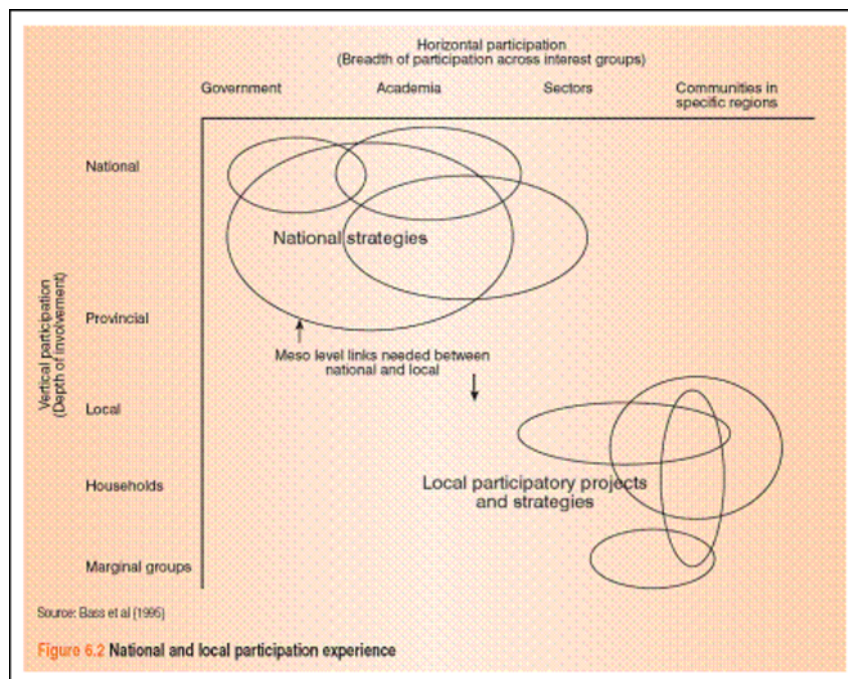 Horizontal participation
(Breadth of participation across interest groups)
Government Academia Sectors Communities in
specific regions
National
National strategies
Vertical participation
(Depth of involvement)
Provincial
Meso level links needed between
national and local
Local
Households
Local participatory projects
and strategies
Marginal groups
Source: Bass et al (1995)
Figure 6.2 National and local participation experience